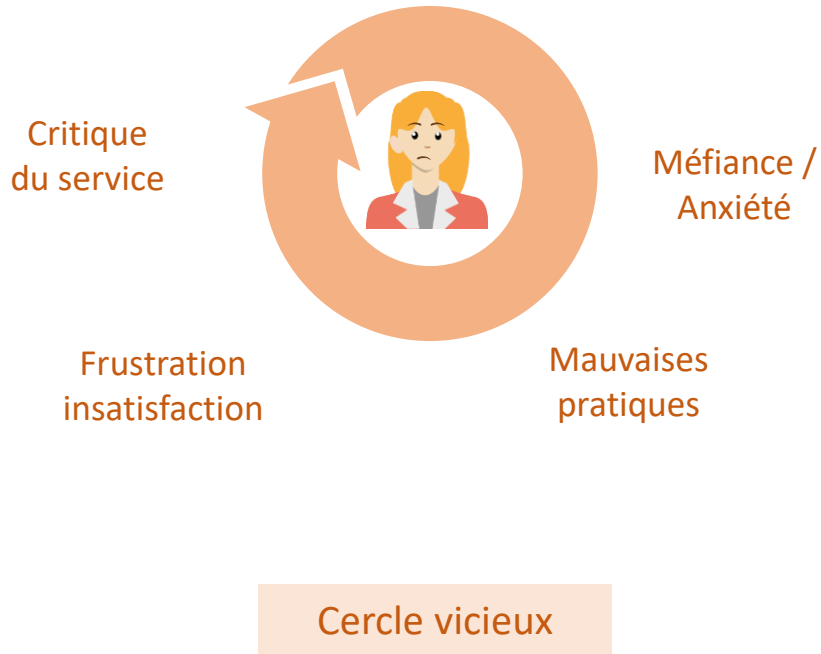 Critique
du service
Méfiance /
Anxiété
Frustration
insatisfaction
Mauvaises
pratiques
Cercle vicieux